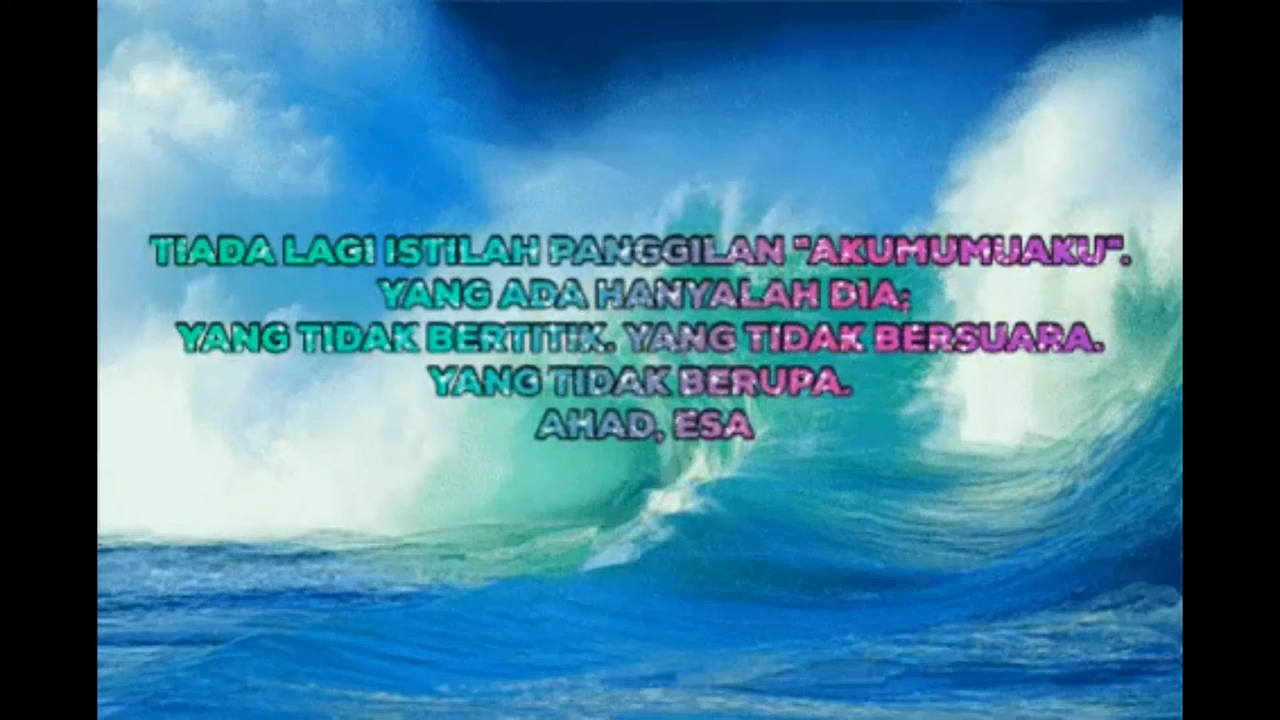 TIADA LAGI ISTILAH PANGGILAN "AKUMUMUAKU".
YANG ADA HANYALAH DIA;
YANG TIDAK BERTITIK. YANG TIDAK BERSUARA.
YANG TIDAK BERUPA.
AHAD, ESA